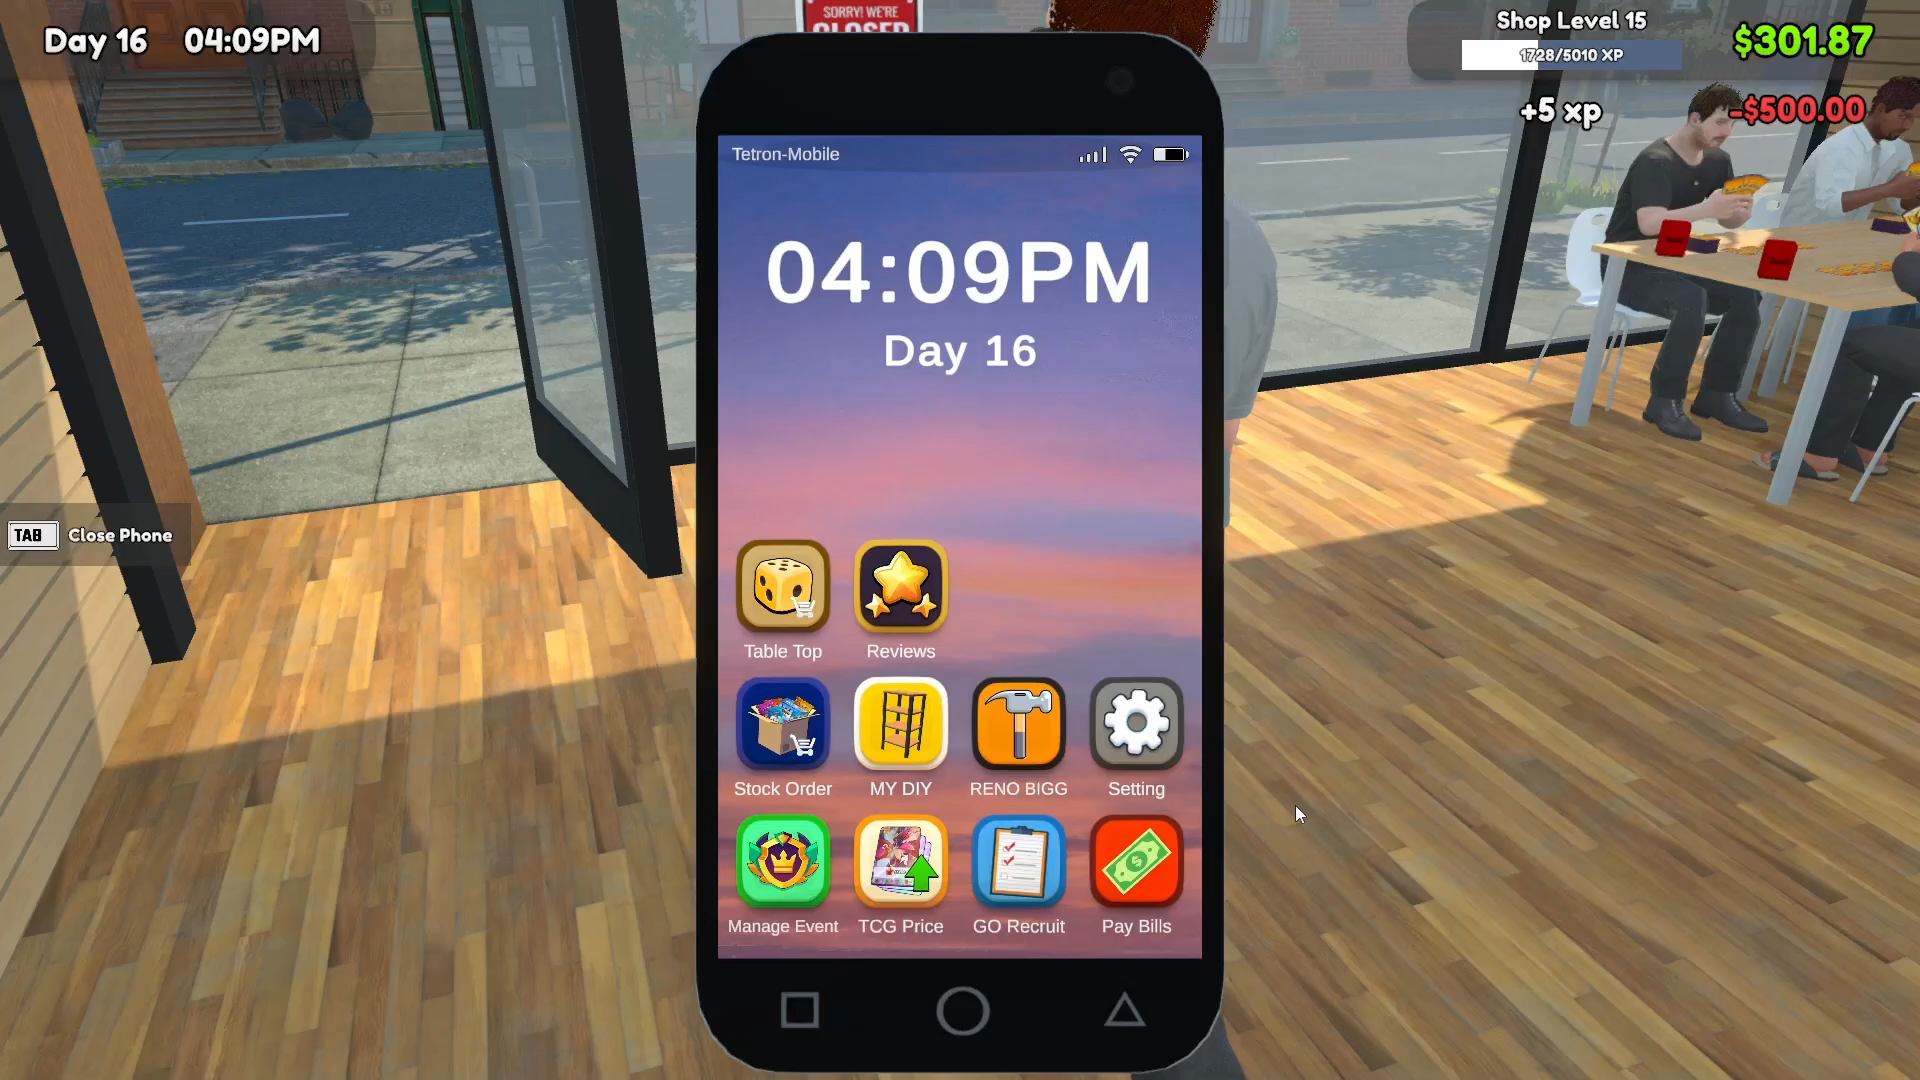 Day 16 04:09PM
SORRY! WE'RE
CLOSED
Shop Level 15
1728/5010 XP
$301.87
+5 xp
-$500.00
Tetron-Mobile
04:09PM
Day 16
TAB Close Phone
Table Top
Reviews
Stock Order
MY DIY
RENO BIGG
Setting
Manage Event
TCG Price
GO Recruit
Pay Bills